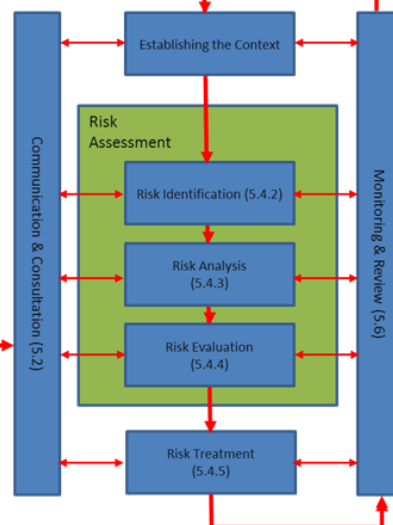 Establishing the Context
Risk
Assessment
Risk Identification (5.4.2)
Risk Analysis
(5.4.3)
Risk Evaluation
(5.4.4)
Risk Treatment
(5.4.5)
Communication & Consultation (5.2)
Monitoring & Review (5.6)